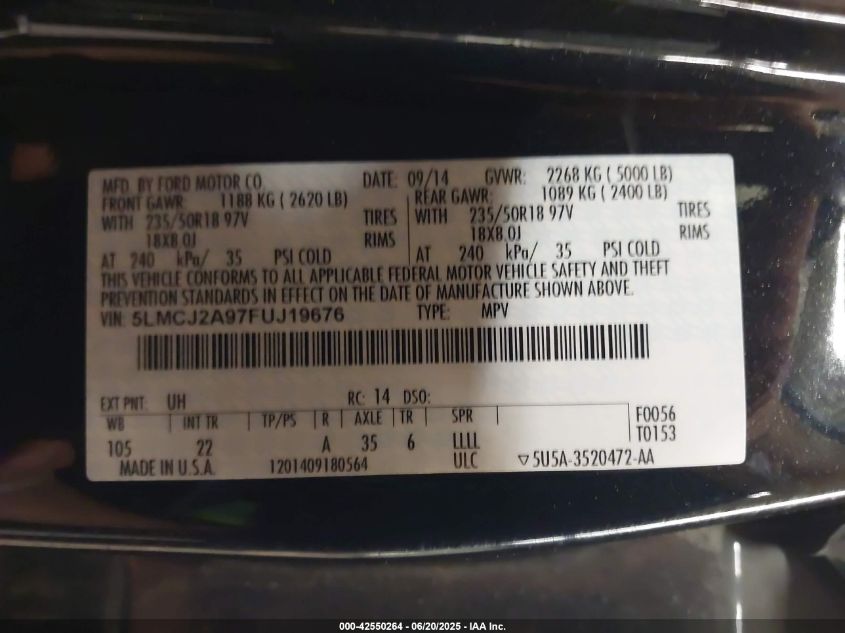 MFD. BY FORD MOTOR CO. DATE: 09/14 GVWR: 2268 KG ( 5000 LB)
FRONT GAWR: 1188 KG ( 2620 LB) REAR GAWR: 1089 KG ( 2400 LB)
WITH 235/50R18 97V TIRES WITH 235/50R18 97V TIRES
18X8.0J RIMS 18X8.0J RIMS
AT 240 kPa/ 35 PSI COLD AT 240 kPa/ 35 PSI COLD
THIS VEHICLE CONFORMS TO ALL APPLICABLE FEDERAL MOTOR VEHICLE SAFETY AND THEFT
PREVENTION STANDARDS IN EFFECT ON THE DATE OF MANUFACTURE SHOWN ABOVE.
VIN: 5LMCJ2A97FUJ19676 TYPE: MPV
EXT PNT: UH RC: 14 DSO:
WB INT TR TP/PS R AXLE TR SPR F0056
105 22 A 35 6 LLLL T0153
MADE IN U.S.A. 1201409180564 ULC ▽5U5A-3520472-AA
000-42550264 - 06/20/2025 - IAA Inc.